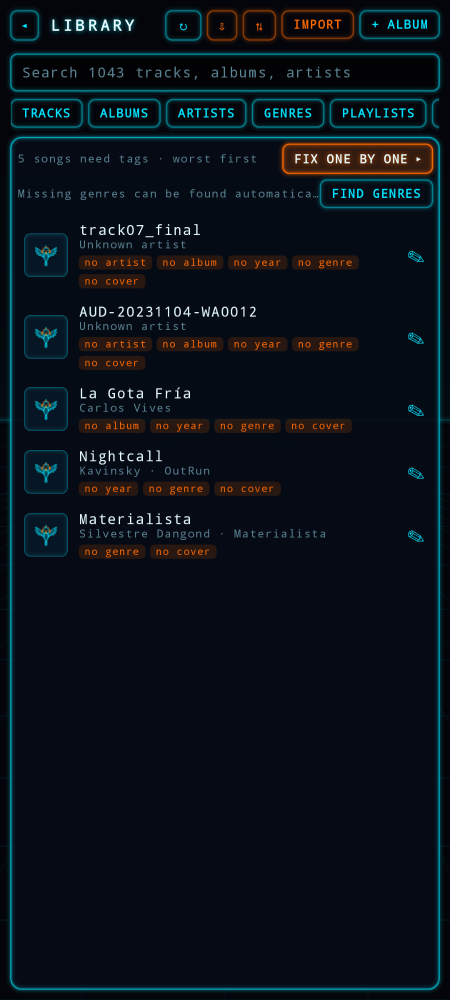 ◂ LIBRARY ↻ ⇩ ⇅ IMPORT + ALBUM
Search 1043 tracks, albums, artists
TRACKS ALBUMS ARTISTS GENRES PLAYLISTS
5 songs need tags · worst first FIX ONE BY ONE ▸
Missing genres can be found automatica… FIND GENRES
track07_final
Unknown artist
no artist no album no year no genre
no cover
AUD-20231104-WA0012
Unknown artist
no artist no album no year no genre
no cover
La Gota Fría
Carlos Vives
no album no year no genre no cover
Nightcall
Kavinsky · OutRun
no year no genre no cover
Materialista
Silvestre Dangond · Materialista
no genre no cover